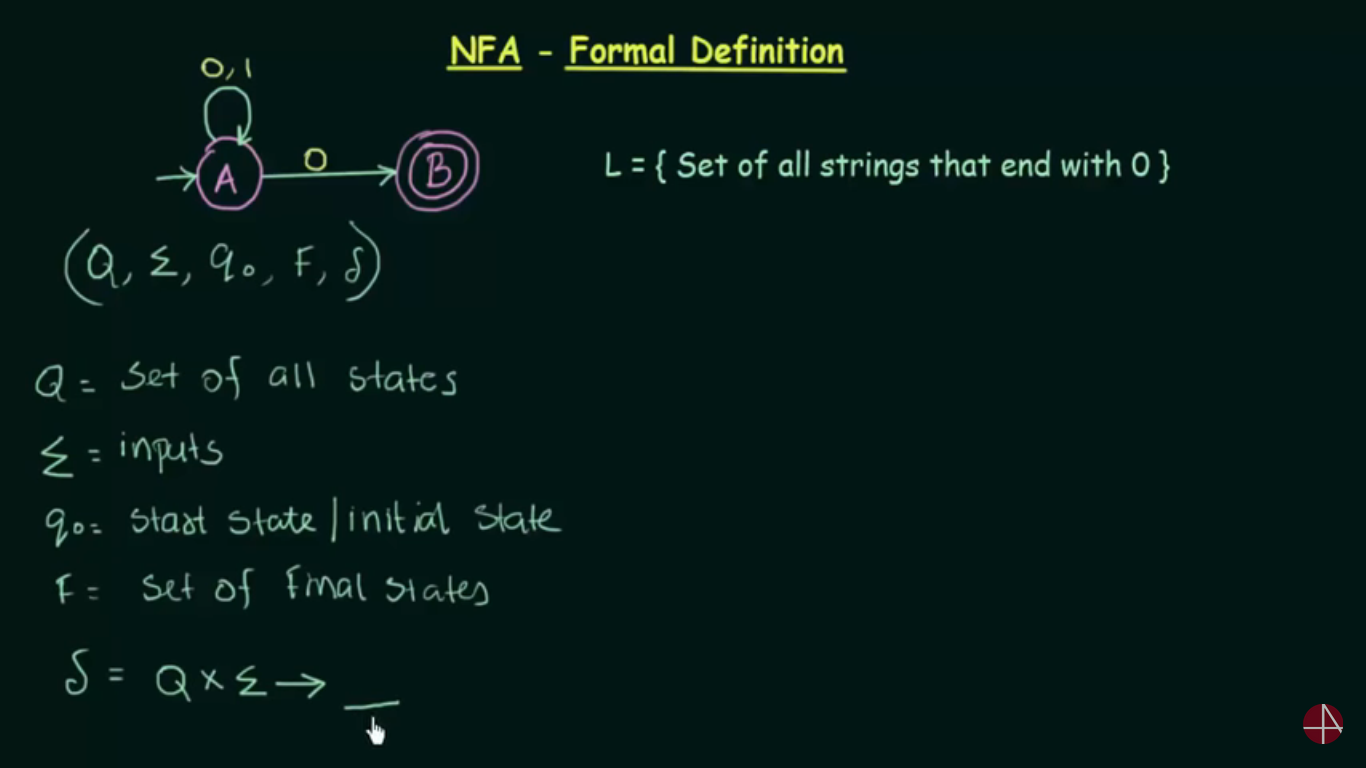 NFA - Formal Definition
0, 1
A
0
B
L = { Set of all strings that end with 0 }
(Q, Σ, q₀, F, δ)
Q = Set of all states
Σ = inputs
q₀ = start state / initial state
F = set of final states
δ = Q × Σ → __